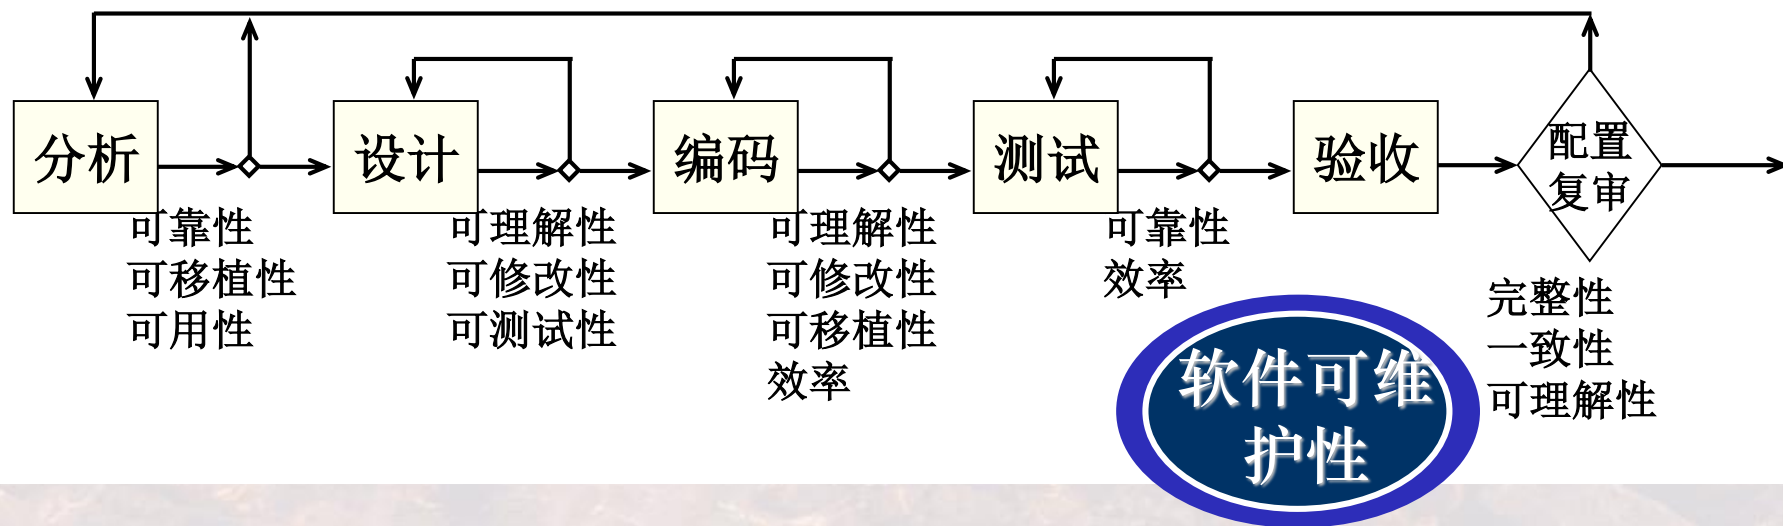 分析
设计
编码
测试
验收
配置
复审
可靠性
可移植性
可用性
可理解性
可修改性
可测试性
可理解性
可修改性
可移植性
效率
可靠性
效率
完整性
一致性
可理解性
软件可维
护性